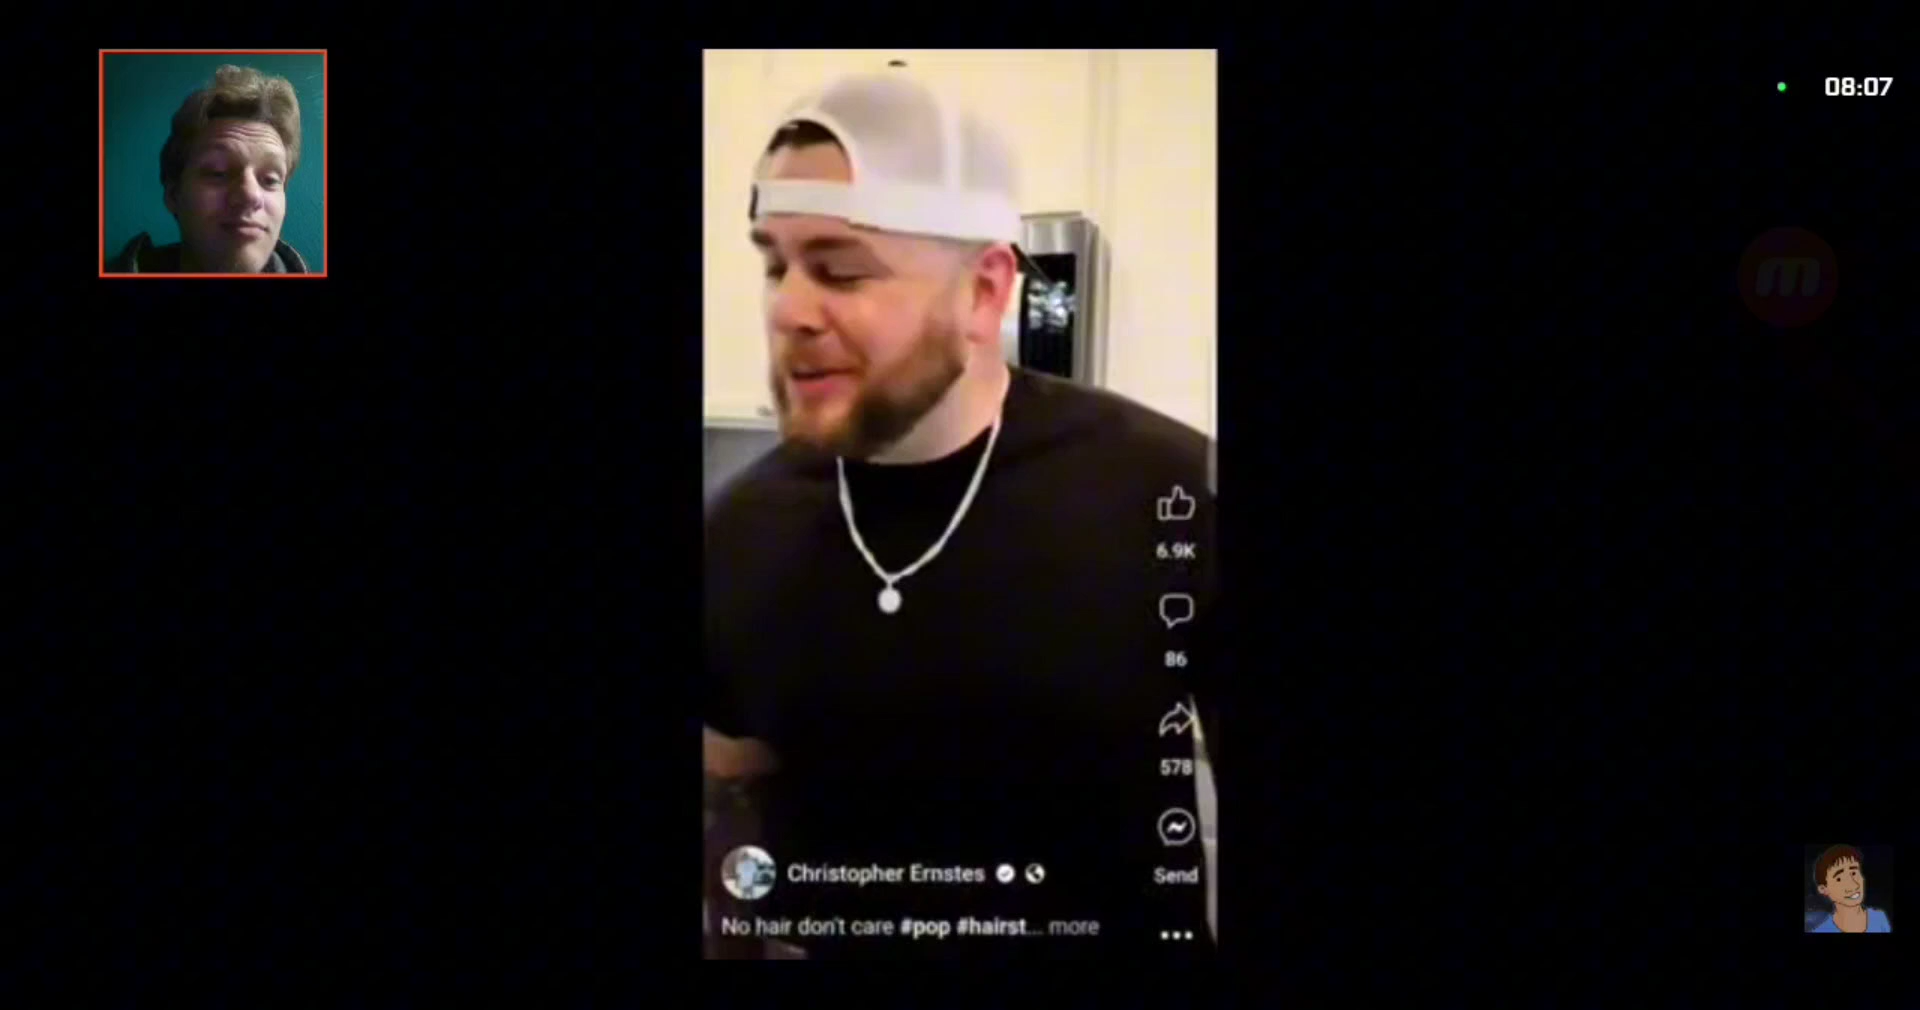 08:07
6.9K
86
578
Send
Christopher Ernstes
No hair don't care #pop #hairst... more